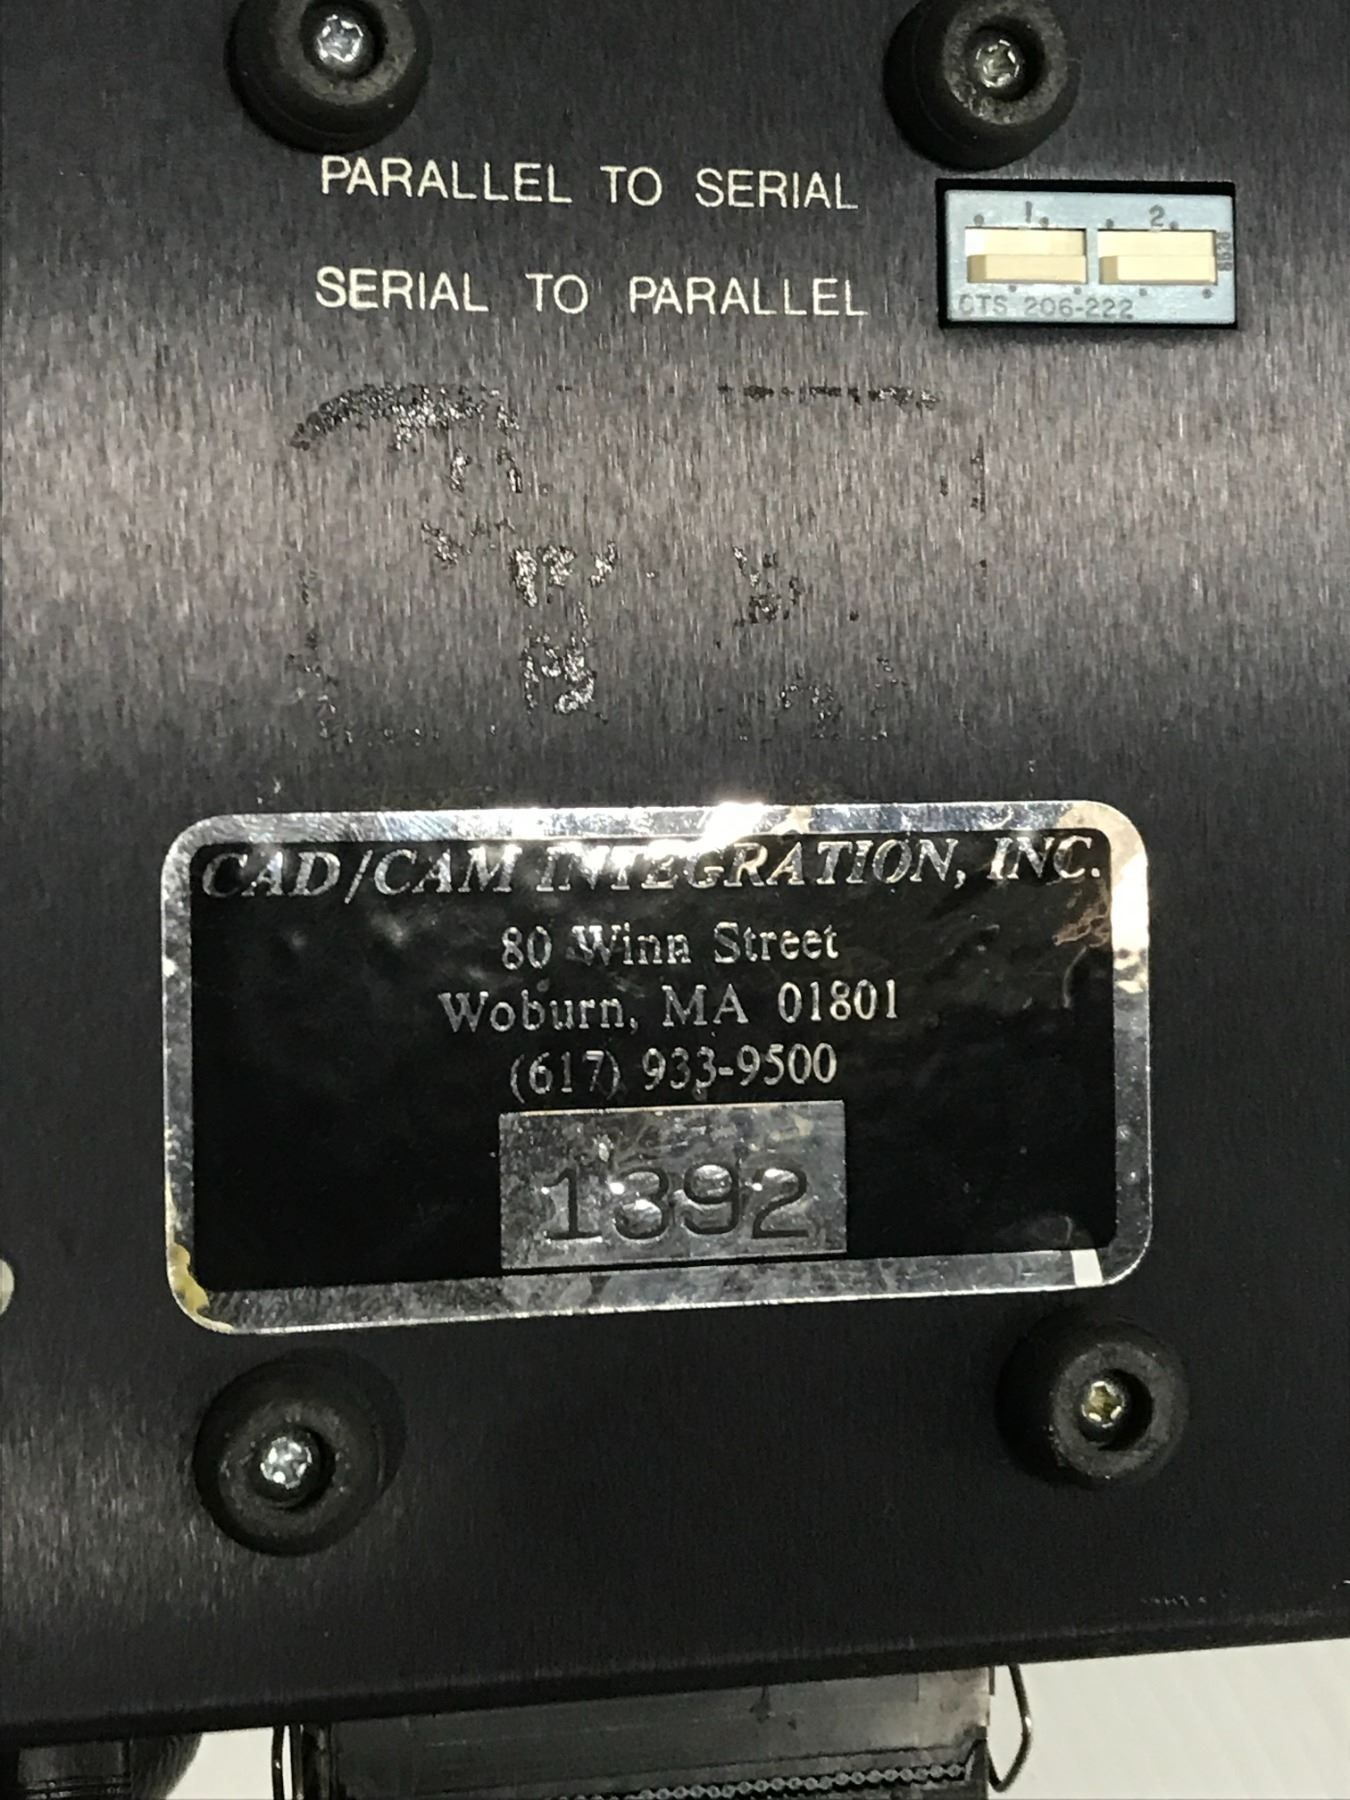 PARALLEL TO SERIAL
1 2
SERIAL TO PARALLEL
CTS 206-222
CAD/CAM INTEGRATION, INC.
80 Winn Street
Woburn, MA 01801
(617) 933-9500
1392